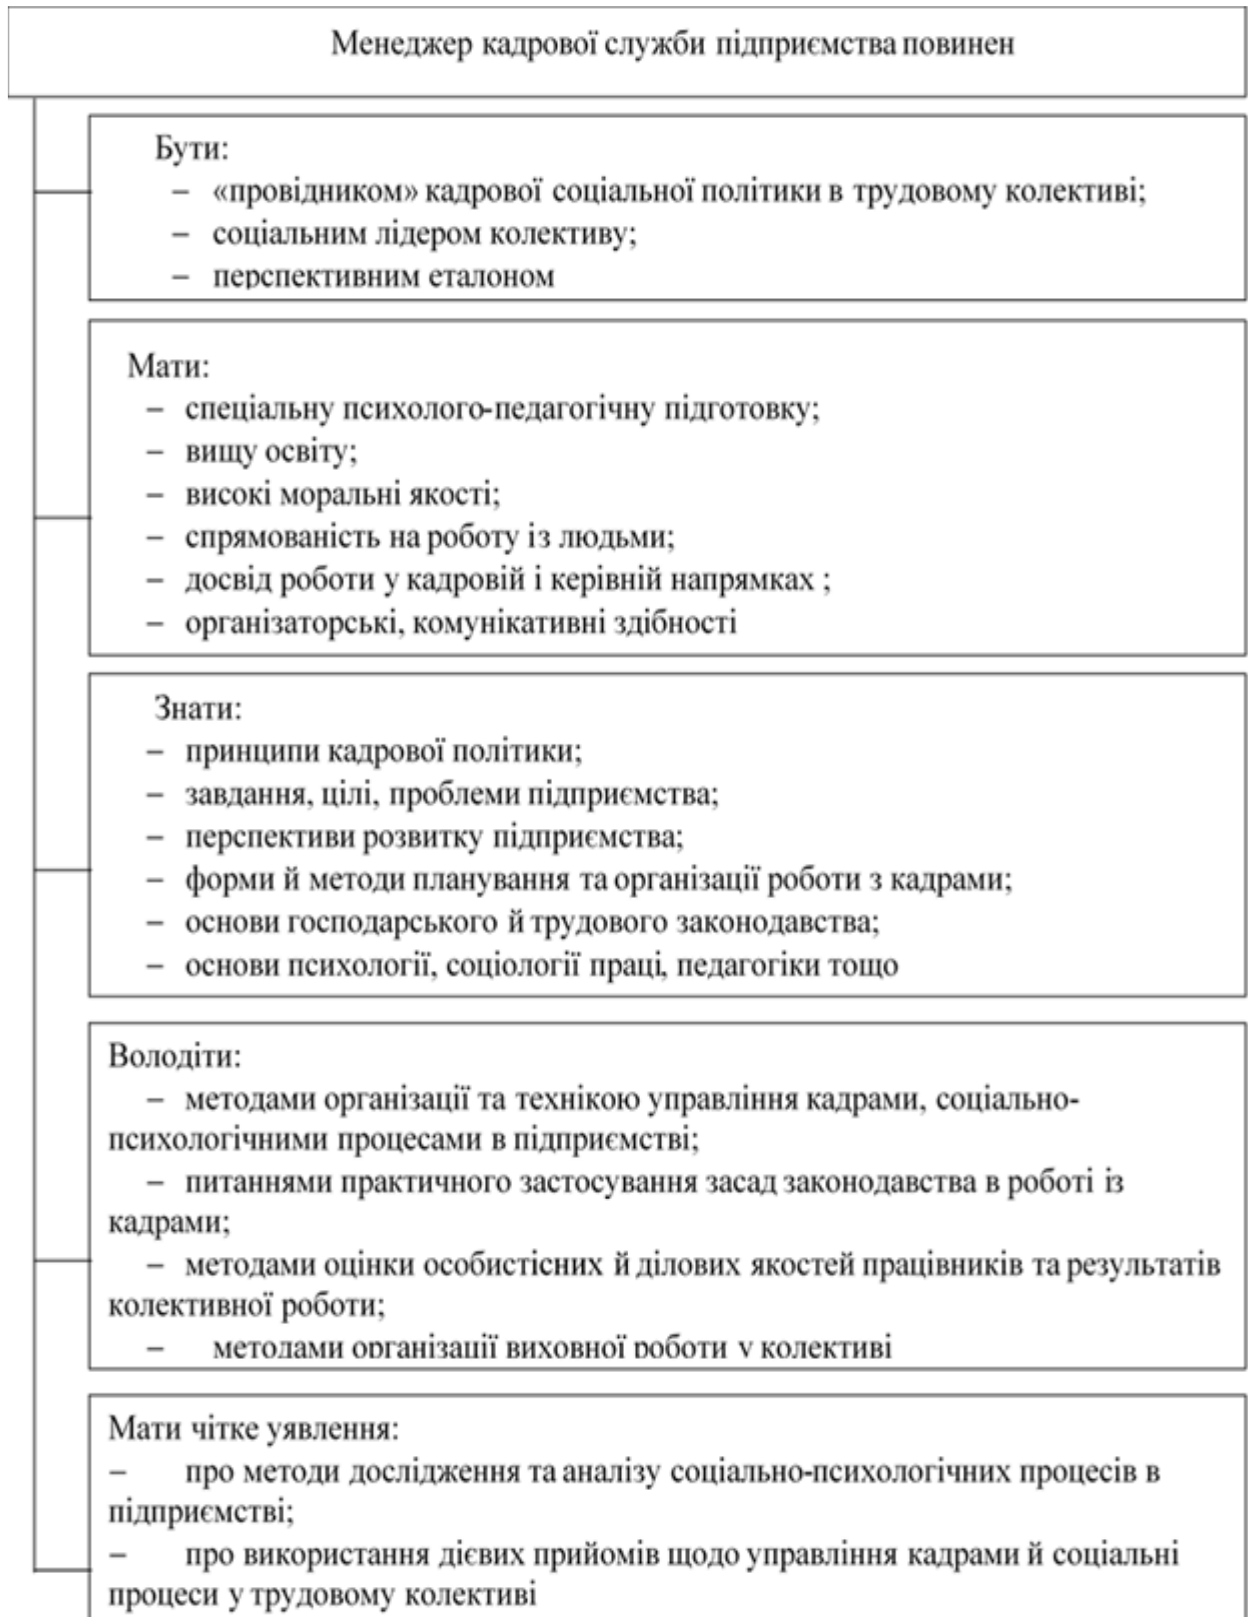 Менеджер кадрової служби підприємства повинен
Бути:
– «провідником» кадрової соціальної політики в трудовому колективі;
– соціальним лідером колективу;
– перспективним еталоном
Мати:
– спеціальну психолого-педагогічну підготовку;
– вищу освіту;
– високі моральні якості;
– спрямованість на роботу із людьми;
– досвід роботи у кадровій і керівній напрямках ;
– організаторські, комунікативні здібності
Знати:
– принципи кадрової політики;
– завдання, цілі, проблеми підприємства;
– перспективи розвитку підприємства;
– форми й методи планування та організації роботи з кадрами;
– основи господарського й трудового законодавства;
– основи психології, соціології праці, педагогіки тощо
Володіти:
– методами організації та технікою управління кадрами, соціально-
психологічними процесами в підприємстві;
– питаннями практичного застосування засад законодавства в роботі із
кадрами;
– методами оцінки особистісних й ділових якостей працівників та результатів
колективної роботи;
– методами організації виховної роботи у колективі
Мати чітке уявлення:
– про методи дослідження та аналізу соціально-психологічних процесів в
підприємстві;
– про використання дієвих прийомів щодо управління кадрами й соціальні
процеси у трудовому колективі